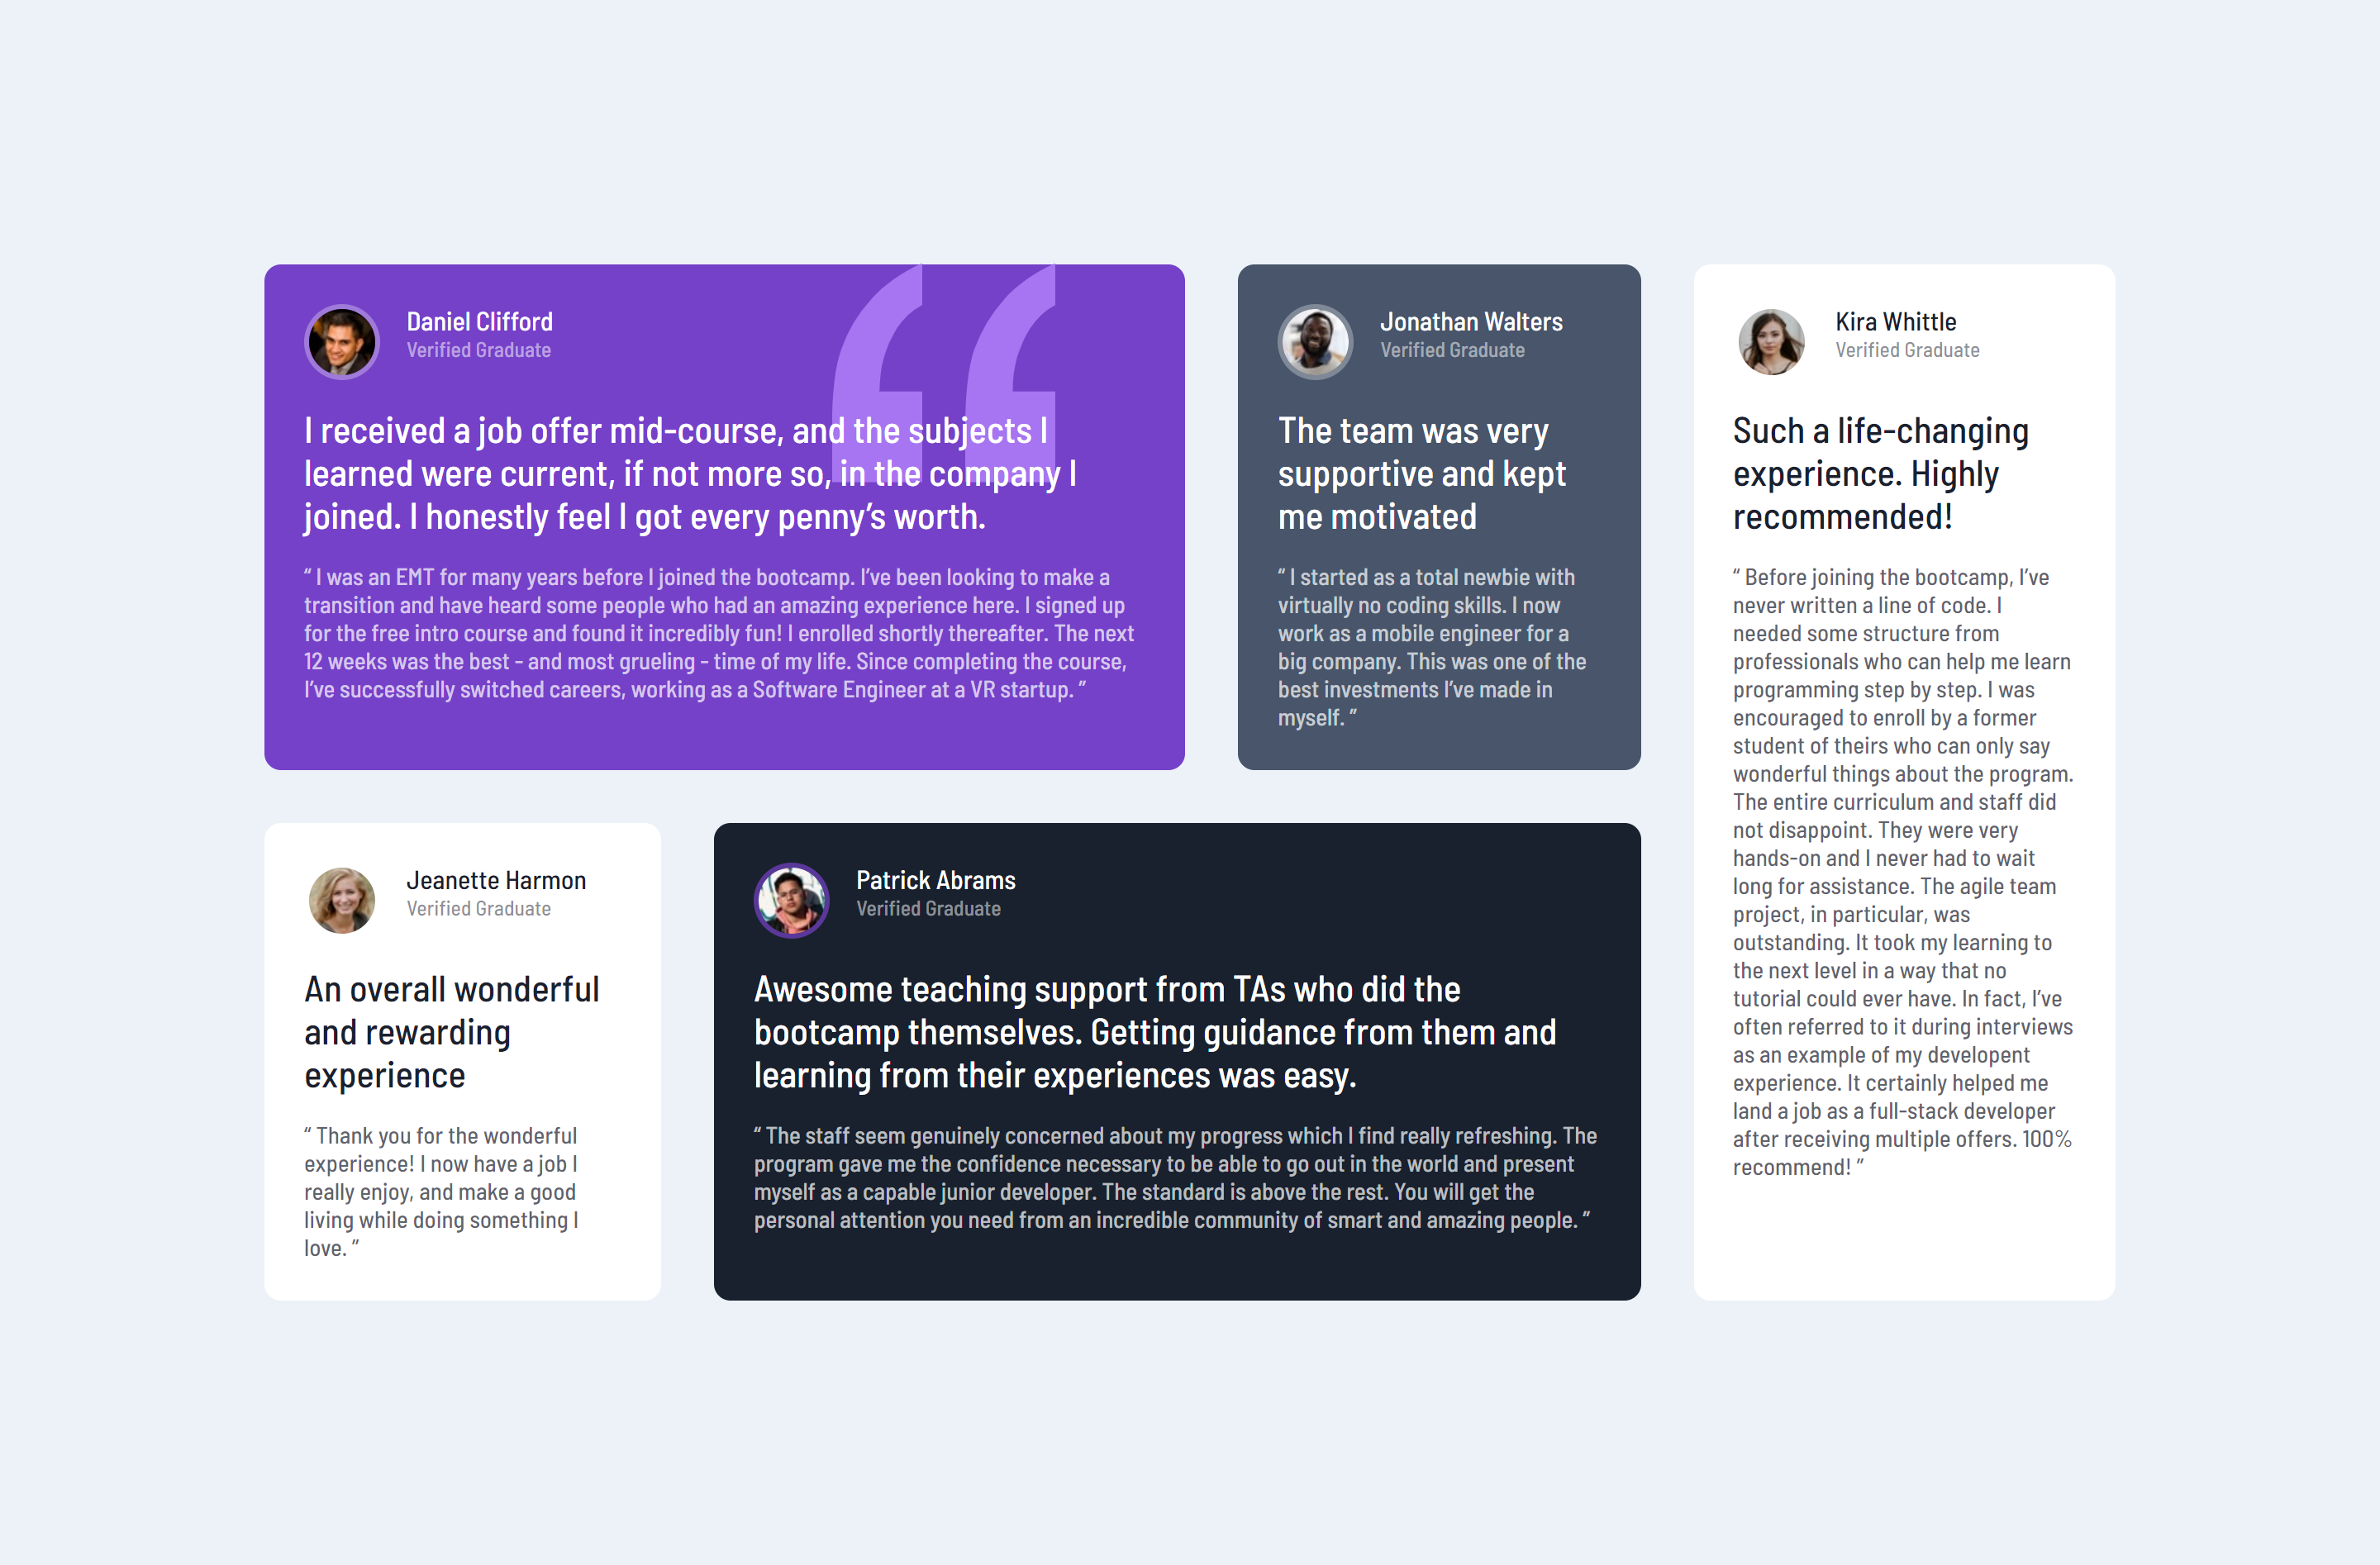 Daniel Clifford
Verified Graduate
I received a job offer mid-course, and the subjects I
learned were current, if not more so, in the company I
joined. I honestly feel I got every penny’s worth.
“ I was an EMT for many years before I joined the bootcamp. I’ve been looking to make a
transition and have heard some people who had an amazing experience here. I signed up
for the free intro course and found it incredibly fun! I enrolled shortly thereafter. The next
12 weeks was the best - and most grueling - time of my life. Since completing the course,
I’ve successfully switched careers, working as a Software Engineer at a VR startup. ”
Jonathan Walters
Verified Graduate
The team was very
supportive and kept
me motivated
“ I started as a total newbie with
virtually no coding skills. I now
work as a mobile engineer for a
big company. This was one of the
best investments I’ve made in
myself. ”
Kira Whittle
Verified Graduate
Such a life-changing
experience. Highly
recommended!
“ Before joining the bootcamp, I’ve
never written a line of code. I
needed some structure from
professionals who can help me learn
programming step by step. I was
encouraged to enroll by a former
student of theirs who can only say
wonderful things about the program.
The entire curriculum and staff did
not disappoint. They were very
hands-on and I never had to wait
long for assistance. The agile team
project, in particular, was
outstanding. It took my learning to
the next level in a way that no
tutorial could ever have. In fact, I’ve
often referred to it during interviews
as an example of my developent
experience. It certainly helped me
land a job as a full-stack developer
after receiving multiple offers. 100%
recommend! ”
Jeanette Harmon
Verified Graduate
An overall wonderful
and rewarding
experience
“ Thank you for the wonderful
experience! I now have a job I
really enjoy, and make a good
living while doing something I
love. ”
Patrick Abrams
Verified Graduate
Awesome teaching support from TAs who did the
bootcamp themselves. Getting guidance from them and
learning from their experiences was easy.
“ The staff seem genuinely concerned about my progress which I find really refreshing. The
program gave me the confidence necessary to be able to go out in the world and present
myself as a capable junior developer. The standard is above the rest. You will get the
personal attention you need from an incredible community of smart and amazing people. ”